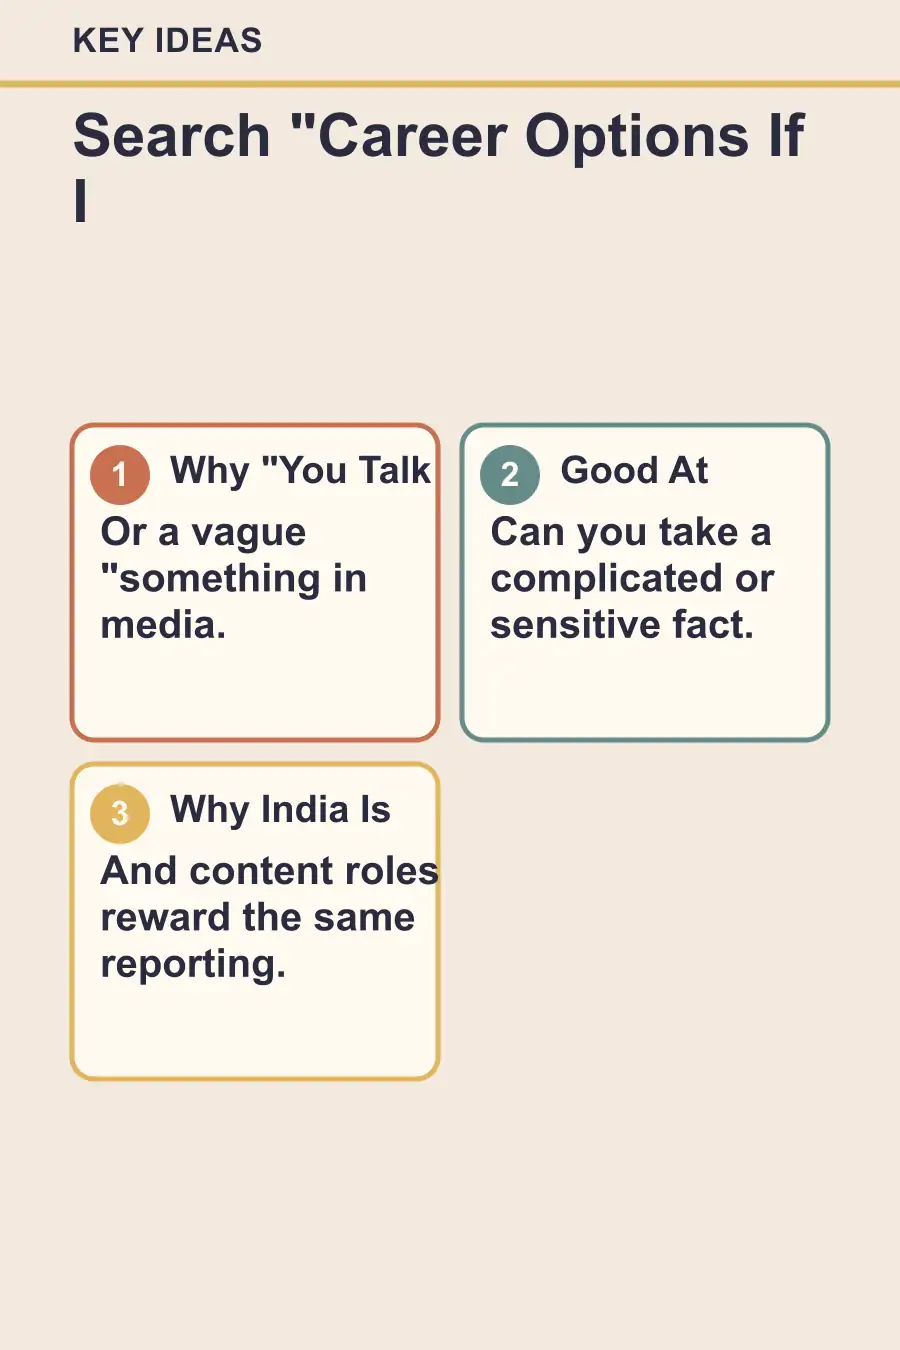 KEY IDEAS
Search "Career Options If
I
1 Why "You Talk
Or a vague
"something in
media.
2 Good At
Can you take a
complicated or
sensitive fact.
3 Why India Is
And content roles
reward the same
reporting.